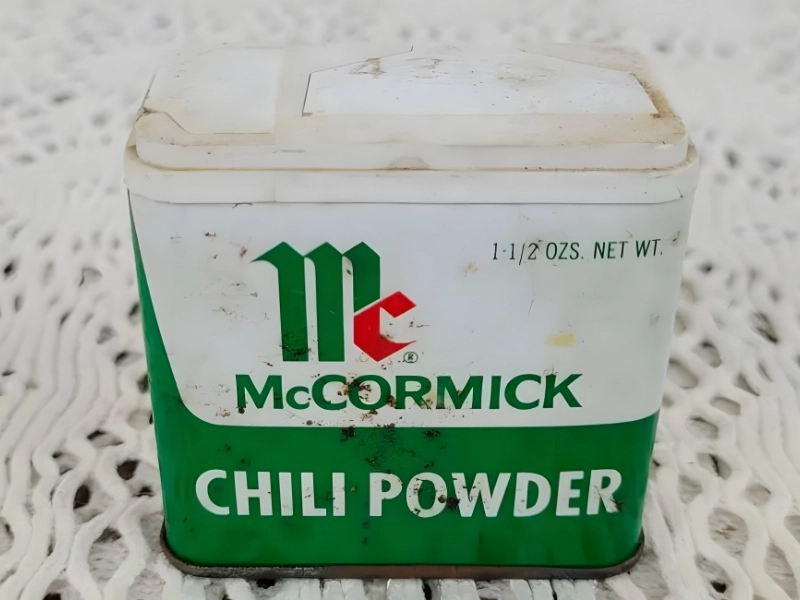 1-1/2 OZS. NET WT.
Mc
®
McCORMICK
CHILI POWDER